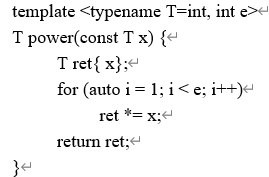 template <typename T=int, int e>↵
T power(const T x) {↵
T ret{ x};↵
for (auto i = 1; i < e; i++)↵
ret *= x;↵
return ret;↵
}↵